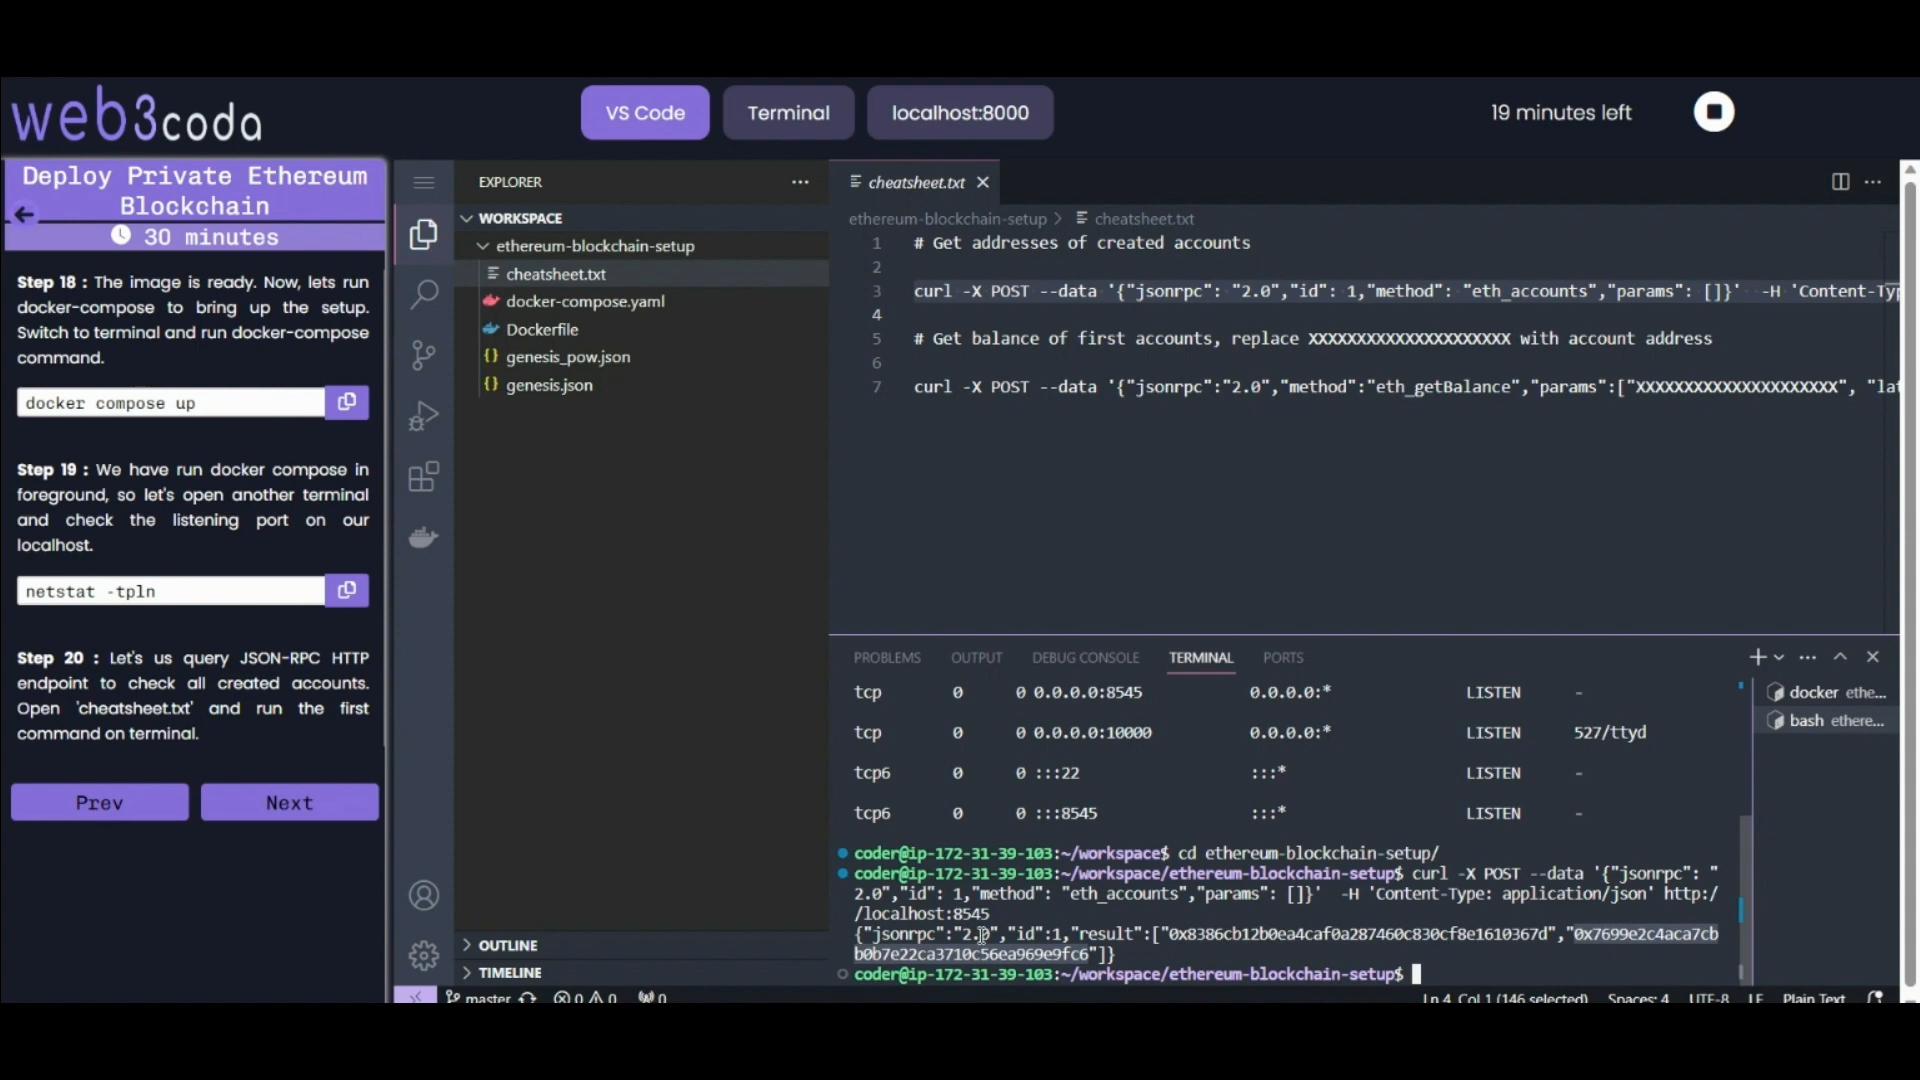 web3coda
VS Code
Terminal
localhost:8000
19 minutes left
Deploy Private Ethereum
Blockchain
30 minutes
Step 18 : The image is ready. Now, lets run
docker-compose to bring up the setup.
Switch to terminal and run docker-compose
command.
docker compose up
Step 19 : We have run docker compose in
foreground, so let's open another terminal
and check the listening port on our
localhost.
netstat -tpln
Step 20 : Let's us query JSON-RPC HTTP
endpoint to check all created accounts.
Open 'cheatsheet.txt' and run the first
command on terminal.
Prev
Next
EXPLORER
WORKSPACE
ethereum-blockchain-setup
cheatsheet.txt
docker-compose.yaml
Dockerfile
genesis_pow.json
genesis.json
OUTLINE
TIMELINE
cheatsheet.txt
ethereum-blockchain-setup > cheatsheet.txt
1 # Get addresses of created accounts
2
3 curl -X POST --data '{"jsonrpc": "2.0","id": 1,"method": "eth_accounts","params": []}' -H 'Content-Typ
4
5 # Get balance of first accounts, replace XXXXXXXXXXXXXXXXXXXXX with account address
6
7 curl -X POST --data '{"jsonrpc":"2.0","method":"eth_getBalance","params":["XXXXXXXXXXXXXXXXXXXXX", "lat
PROBLEMS OUTPUT DEBUG CONSOLE TERMINAL PORTS
tcp 0 0 0.0.0.0:8545 0.0.0.0:* LISTEN -
tcp 0 0 0.0.0.0:10000 0.0.0.0:* LISTEN 527/ttyd
tcp6 0 0 :::22 :::* LISTEN -
tcp6 0 0 :::8545 :::* LISTEN -
coder@ip-172-31-39-103:~/workspace$ cd ethereum-blockchain-setup/
coder@ip-172-31-39-103:~/workspace/ethereum-blockchain-setup$ curl -X POST --data '{"jsonrpc": "
2.0","id": 1,"method": "eth_accounts","params": []}' -H 'Content-Type: application/json' http:/
/localhost:8545
{"jsonrpc":"2.0","id":1,"result":["0x8386cb12b0ea4caf0a287460c830cf8e1610367d","0x7699e2c4aca7cb
b0b7e22ca3710c56ea969e9fc6"]}
coder@ip-172-31-39-103:~/workspace/ethereum-blockchain-setup$
docker ethe...
bash ethere...
master 0 0 0
Ln 4, Col 1 (146 selected) Spaces: 4 UTF-8 LF Plain Text